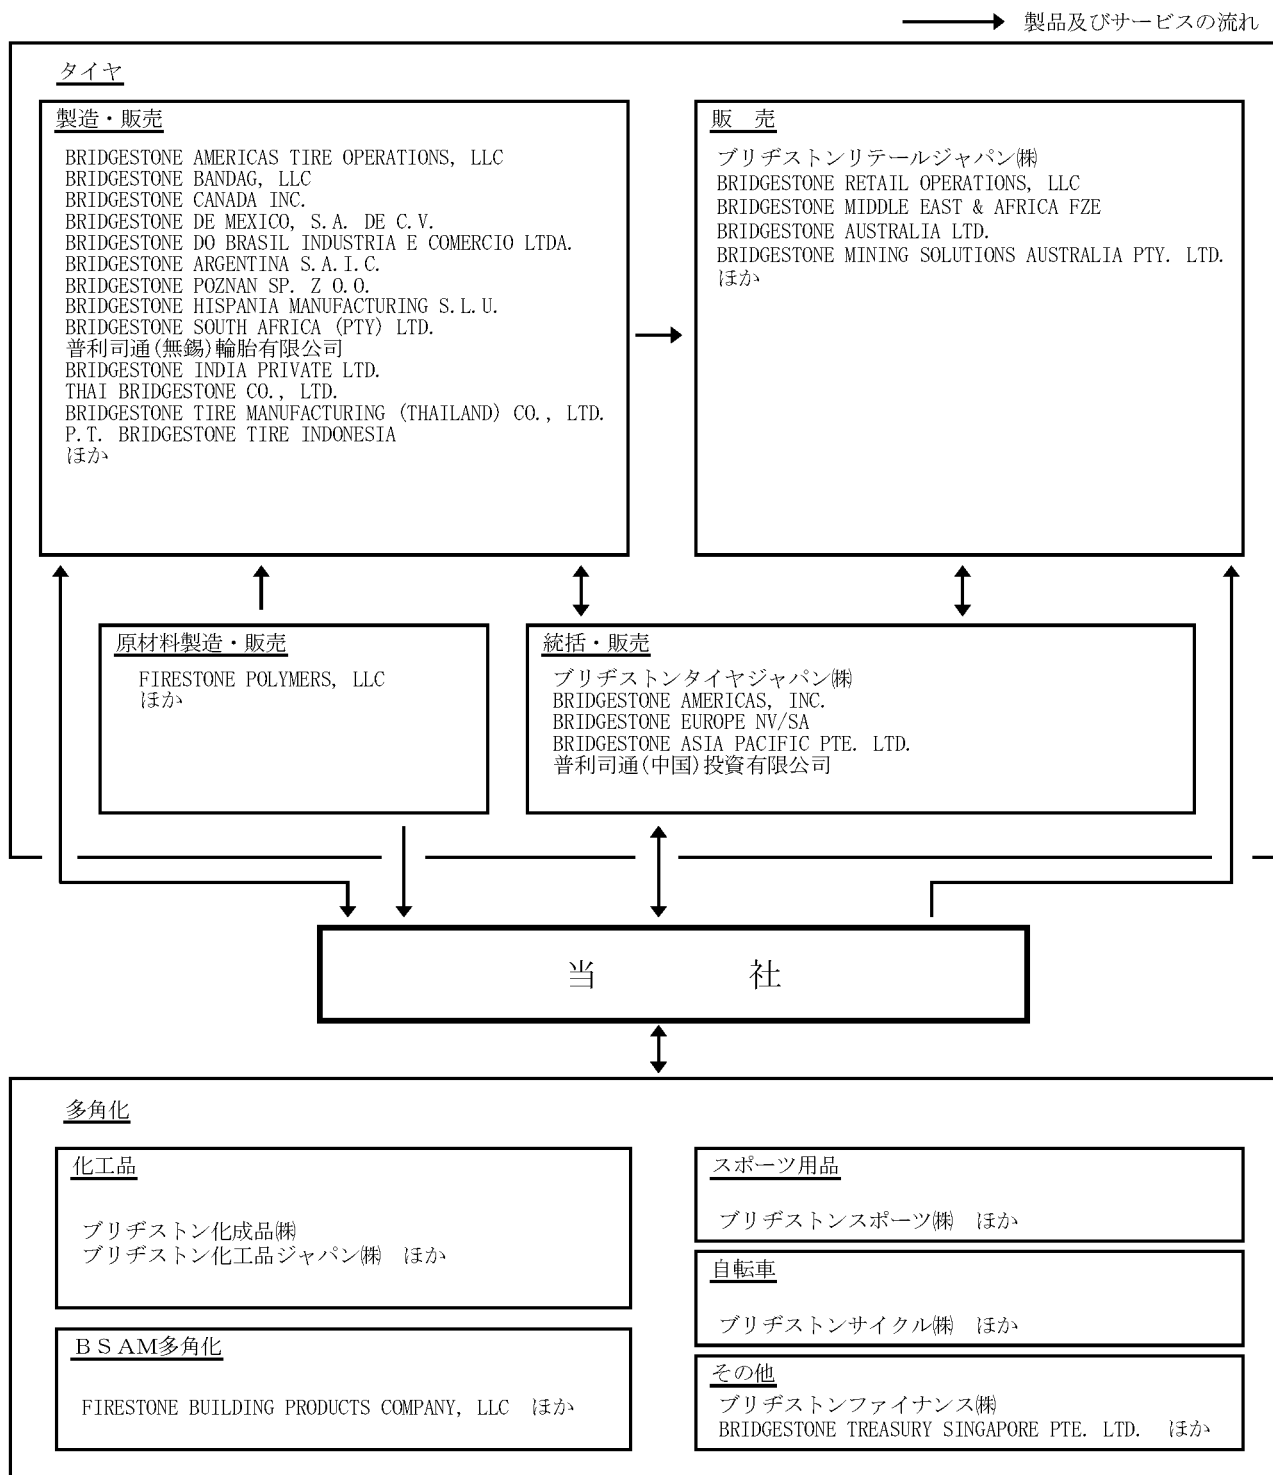 製品及びサービスの流れ
タイヤ
製造・販売
BRIDGESTONE AMERICAS TIRE OPERATIONS, LLC
BRIDGESTONE BANDAG, LLC
BRIDGESTONE CANADA INC.
BRIDGESTONE DE MEXICO, S.A. DE C.V.
BRIDGESTONE DO BRASIL INDUSTRIA E COMERCIO LTDA.
BRIDGESTONE ARGENTINA S.A.I.C.
BRIDGESTONE POZNAN SP. Z O.O.
BRIDGESTONE HISPANIA MANUFACTURING S.L.U.
BRIDGESTONE SOUTH AFRICA (PTY) LTD.
普利司通(無錫)輪胎有限公司
BRIDGESTONE INDIA PRIVATE LTD.
THAI BRIDGESTONE CO., LTD.
BRIDGESTONE TIRE MANUFACTURING (THAILAND) CO., LTD.
P.T. BRIDGESTONE TIRE INDONESIA
ほか
販　売
ブリヂストンリテールジャパン㈱
BRIDGESTONE RETAIL OPERATIONS, LLC
BRIDGESTONE MIDDLE EAST & AFRICA FZE
BRIDGESTONE AUSTRALIA LTD.
BRIDGESTONE MINING SOLUTIONS AUSTRALIA PTY. LTD.
ほか
原材料製造・販売
FIRESTONE POLYMERS, LLC
ほか
統括・販売
ブリヂストンタイヤジャパン㈱
BRIDGESTONE AMERICAS, INC.
BRIDGESTONE EUROPE NV/SA
BRIDGESTONE ASIA PACIFIC PTE. LTD.
普利司通(中国)投資有限公司
当　社
多角化
化工品
ブリヂストン化成品㈱
ブリヂストン化工品ジャパン㈱　ほか
ＢＳAM多角化
FIRESTONE BUILDING PRODUCTS COMPANY, LLC　ほか
スポーツ用品
ブリヂストンスポーツ㈱　ほか
自転車
ブリヂストンサイクル㈱　ほか
その他
ブリヂストンファイナンス㈱
BRIDGESTONE TREASURY SINGAPORE PTE. LTD.　ほか